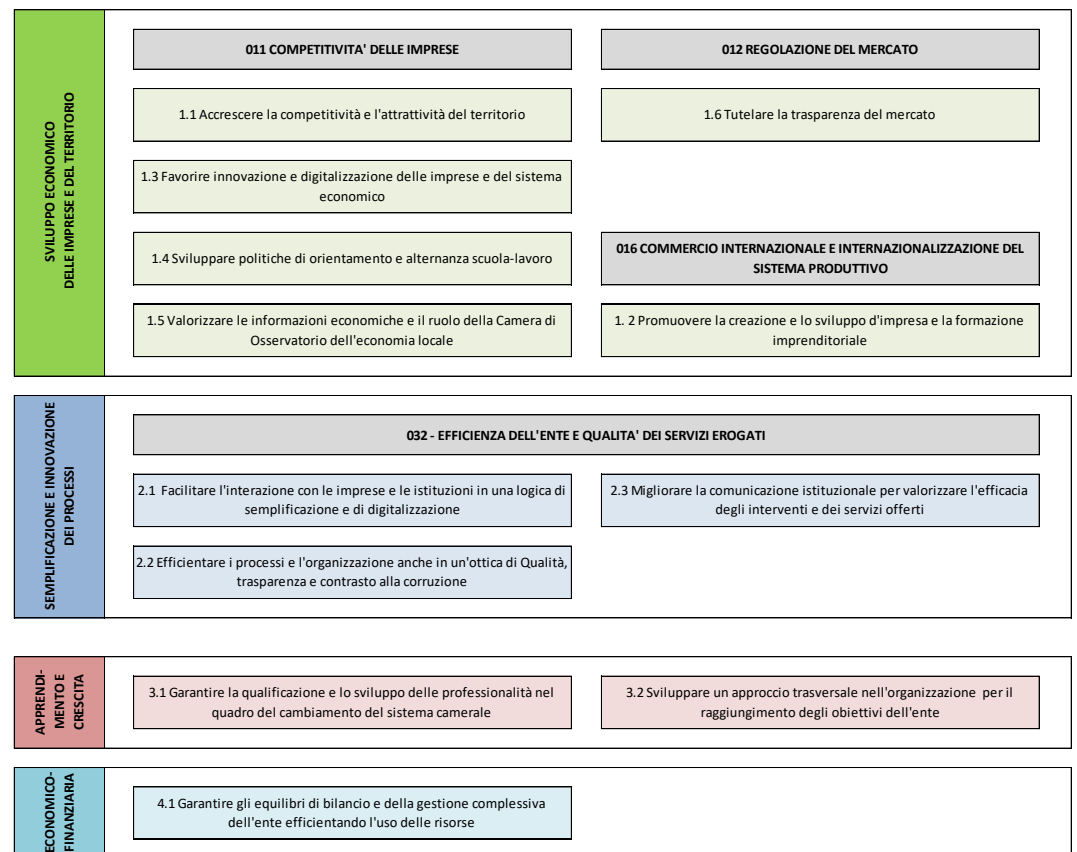 SVILUPPO ECONOMICO
DELLE IMPRESE E DEL TERRITORIO
011 COMPETITIVITA' DELLE IMPRESE
012 REGOLAZIONE DEL MERCATO
1.1 Accrescere la competitività e l'attrattività del territorio
1.6 Tutelare la trasparenza del mercato
1.3 Favorire innovazione e digitalizzazione delle imprese e del sistema
economico
1.4 Sviluppare politiche di orientamento e alternanza scuola-lavoro
016 COMMERCIO INTERNAZIONALE E INTERNAZIONALIZZAZIONE DEL
SISTEMA PRODUTTIVO
1.5 Valorizzare le informazioni economiche e il ruolo della Camera di
Osservatorio dell'economia locale
1. 2 Promuovere la creazione e lo sviluppo d'impresa e la formazione
imprenditoriale
SEMPLIFICAZIONE E INNOVAZIONE
DEI PROCESSI
032 - EFFICIENZA DELL'ENTE E QUALITA' DEI SERVIZI EROGATI
2.1 Facilitare l'interazione con le imprese e le istituzioni in una logica di
semplificazione e di digitalizzazione
2.3 Migliorare la comunicazione istituzionale per valorizzare l'efficacia
degli interventi e dei servizi offerti
2.2 Efficientare i processi e l'organizzazione anche in un'ottica di Qualità,
trasparenza e contrasto alla corruzione
APPRENDI-
MENTO E
CRESCITA
3.1 Garantire la qualificazione e lo sviluppo delle professionalità nel
quadro del cambiamento del sistema camerale
3.2 Sviluppare un approccio trasversale nell'organizzazione per il
raggiungimento degli obiettivi dell'ente
ECONOMICO-
FINANZIARIA
4.1 Garantire gli equilibri di bilancio e della gestione complessiva
dell'ente efficientando l'uso delle risorse